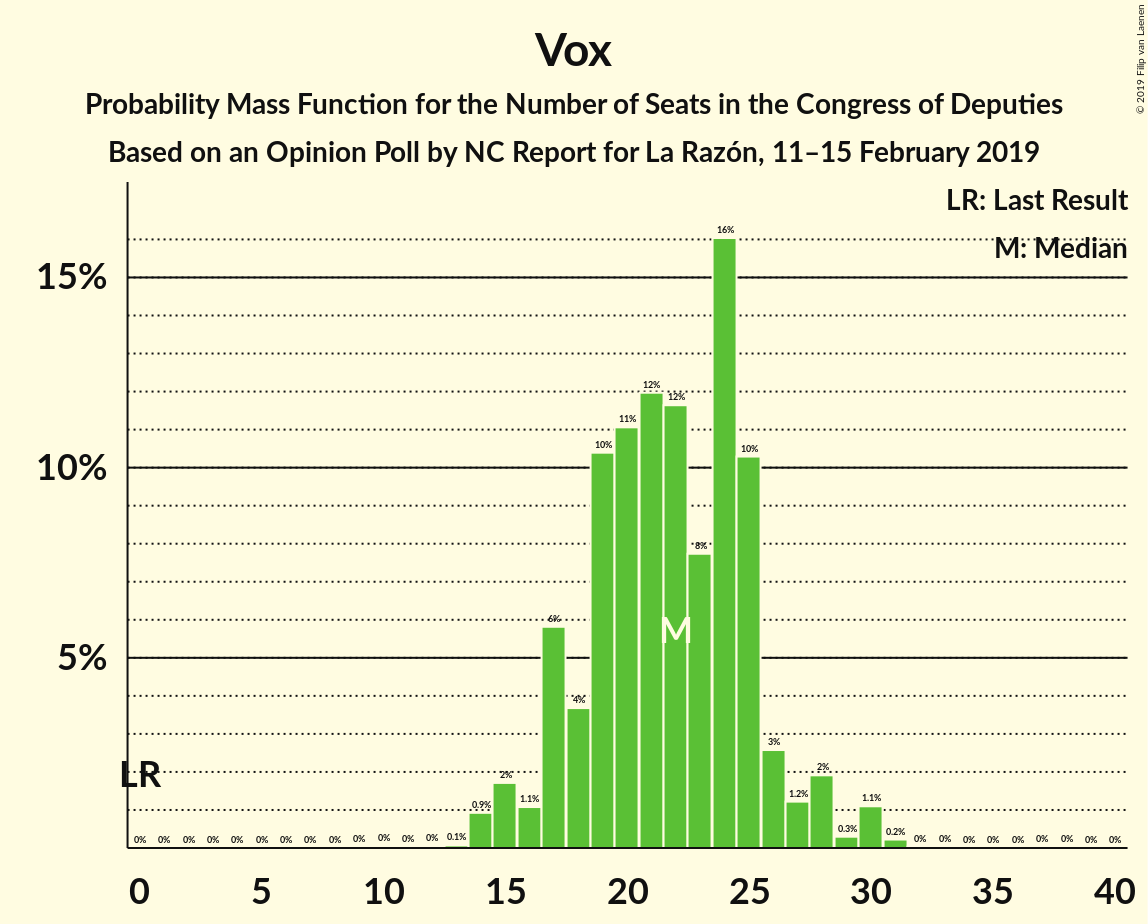 © 2019 Filip van Laenen
Vox
Probability Mass Function for the Number of Seats in the Congress of Deputies
Based on an Opinion Poll by NC Report for La Razón, 11–15 February 2019
LR: Last Result
M: Median
15%
10%
5%
0% 0% 0% 0% 0% 0% 0% 0% 0% 0% 0% 0% 0% 0.1% 0.9% 2% 1.1% 6% 4% 10% 11% 12% 12% 8% 16% 10% 3% 1.2% 2% 0.3% 1.1% 0.2% 0% 0% 0% 0% 0% 0% 0% 0% 0%
M
LR
0 5 10 15 20 25 30 35 40